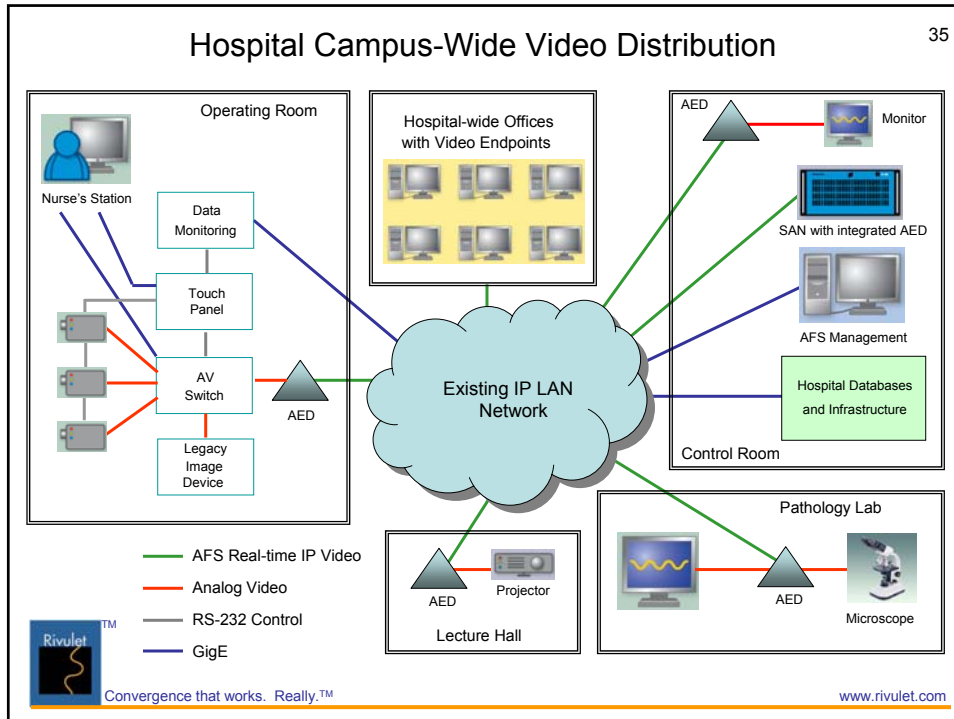 Hospital Campus-Wide Video Distribution
35
Operating Room
Nurse's Station
Data
Monitoring
Touch
Panel
AV
Switch
Legacy
Image
Device
AED
Hospital-wide Offices
with Video Endpoints
Existing IP LAN
Network
AED
Monitor
SAN with integrated AED
AFS Management
Hospital Databases
and Infrastructure
Control Room
AED
Projector
Lecture Hall
Pathology Lab
AED
Microscope
AFS Real-time IP Video
Analog Video
RS-232 Control
GigE
Rivulet
TM
Convergence that works. Really.TM
www.rivulet.com